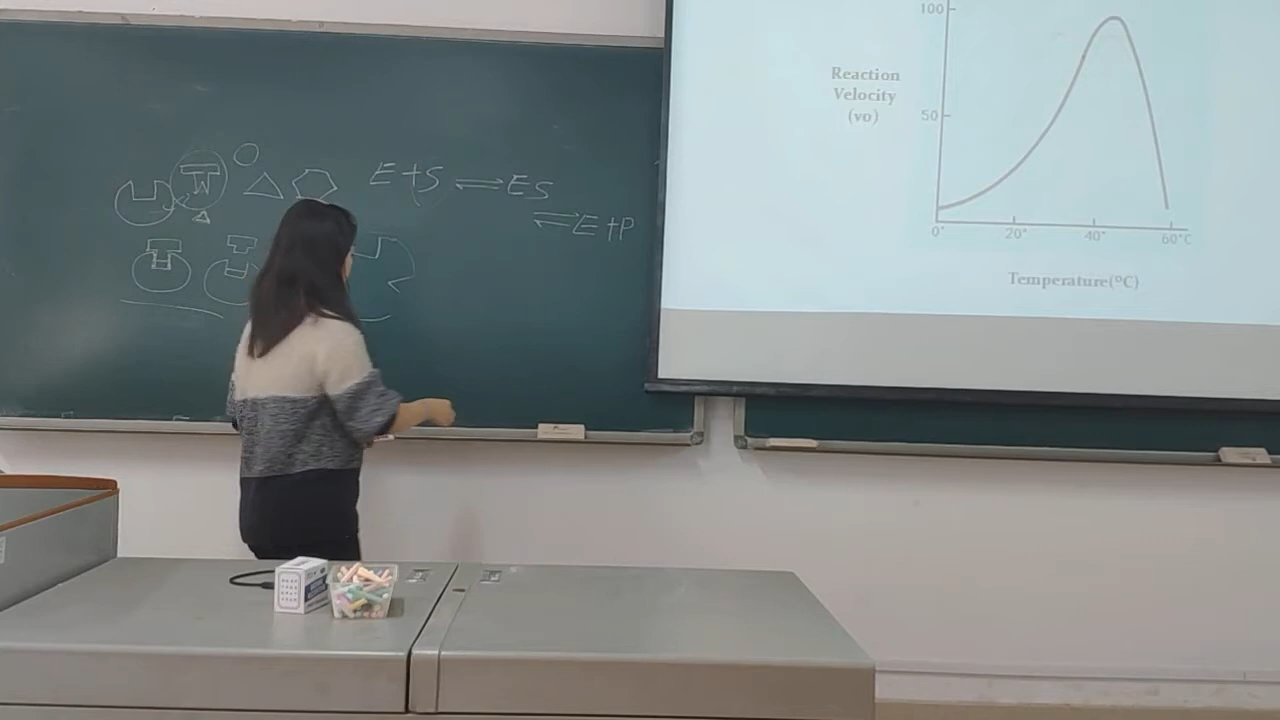 E+S ⇌ ES
⇌ E+P
100
Reaction
Velocity
(vo)
50
0°
20°
40°
60°C
Temperature(°C)